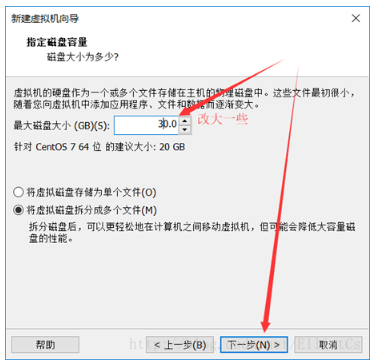 新建虚拟机向导
指定磁盘容量
磁盘大小为多少?
虚拟机的硬盘作为一个或多个文件存储在主机的物理磁盘中。这些文件最初很小，
随着您向虚拟机中添加应用程序、文件和数据而逐渐变大。
最大磁盘大小 (GB)(S): 30.0 改大一些
针对 CentOS 7 64 位 的建议大小: 20 GB
将虚拟磁盘存储为单个文件(O)
将虚拟磁盘拆分成多个文件(M)
拆分磁盘后，可以更轻松地在计算机之间移动虚拟机，但可能会降低大容量磁
盘的性能。
帮助 < 上一步(B) 下一步(N) > 取消